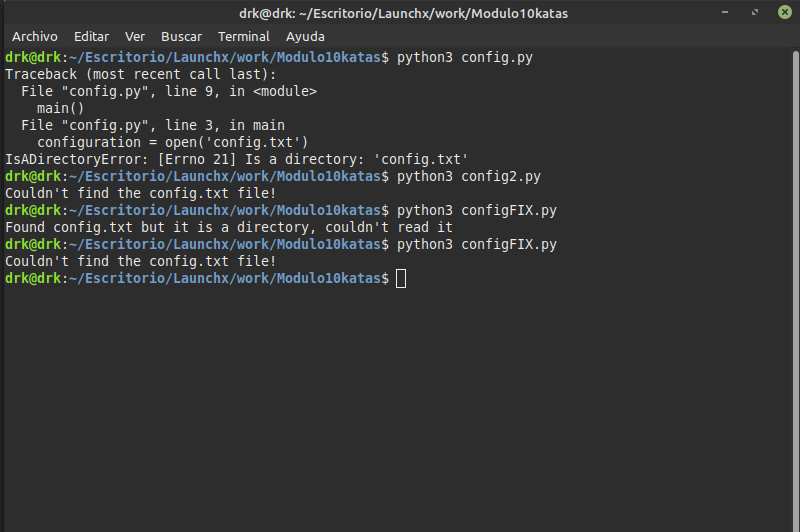 drk@drk: ~/Escritorio/Launchx/work/Modulo10katas
Archivo Editar Ver Buscar Terminal Ayuda
drk@drk:~/Escritorio/Launchx/work/Modulo10katas$ python3 config.py
Traceback (most recent call last):
  File "config.py", line 9, in <module>
    main()
  File "config.py", line 3, in main
    configuration = open('config.txt')
IsADirectoryError: [Errno 21] Is a directory: 'config.txt'
drk@drk:~/Escritorio/Launchx/work/Modulo10katas$ python3 config2.py
Couldn't find the config.txt file!
drk@drk:~/Escritorio/Launchx/work/Modulo10katas$ python3 configFIX.py
Found config.txt but it is a directory, couldn't read it
drk@drk:~/Escritorio/Launchx/work/Modulo10katas$ python3 configFIX.py
Couldn't find the config.txt file!
drk@drk:~/Escritorio/Launchx/work/Modulo10katas$